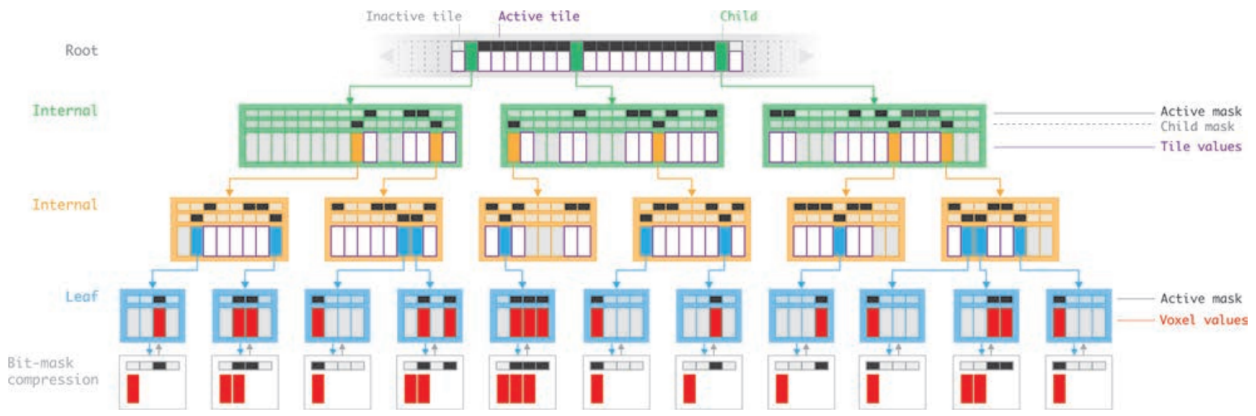 Inactive tile Active tile Child
Root
Internal
Active mask
Child mask
Tile values
Internal
Leaf
Active mask
Voxel values
Bit-mask
compression